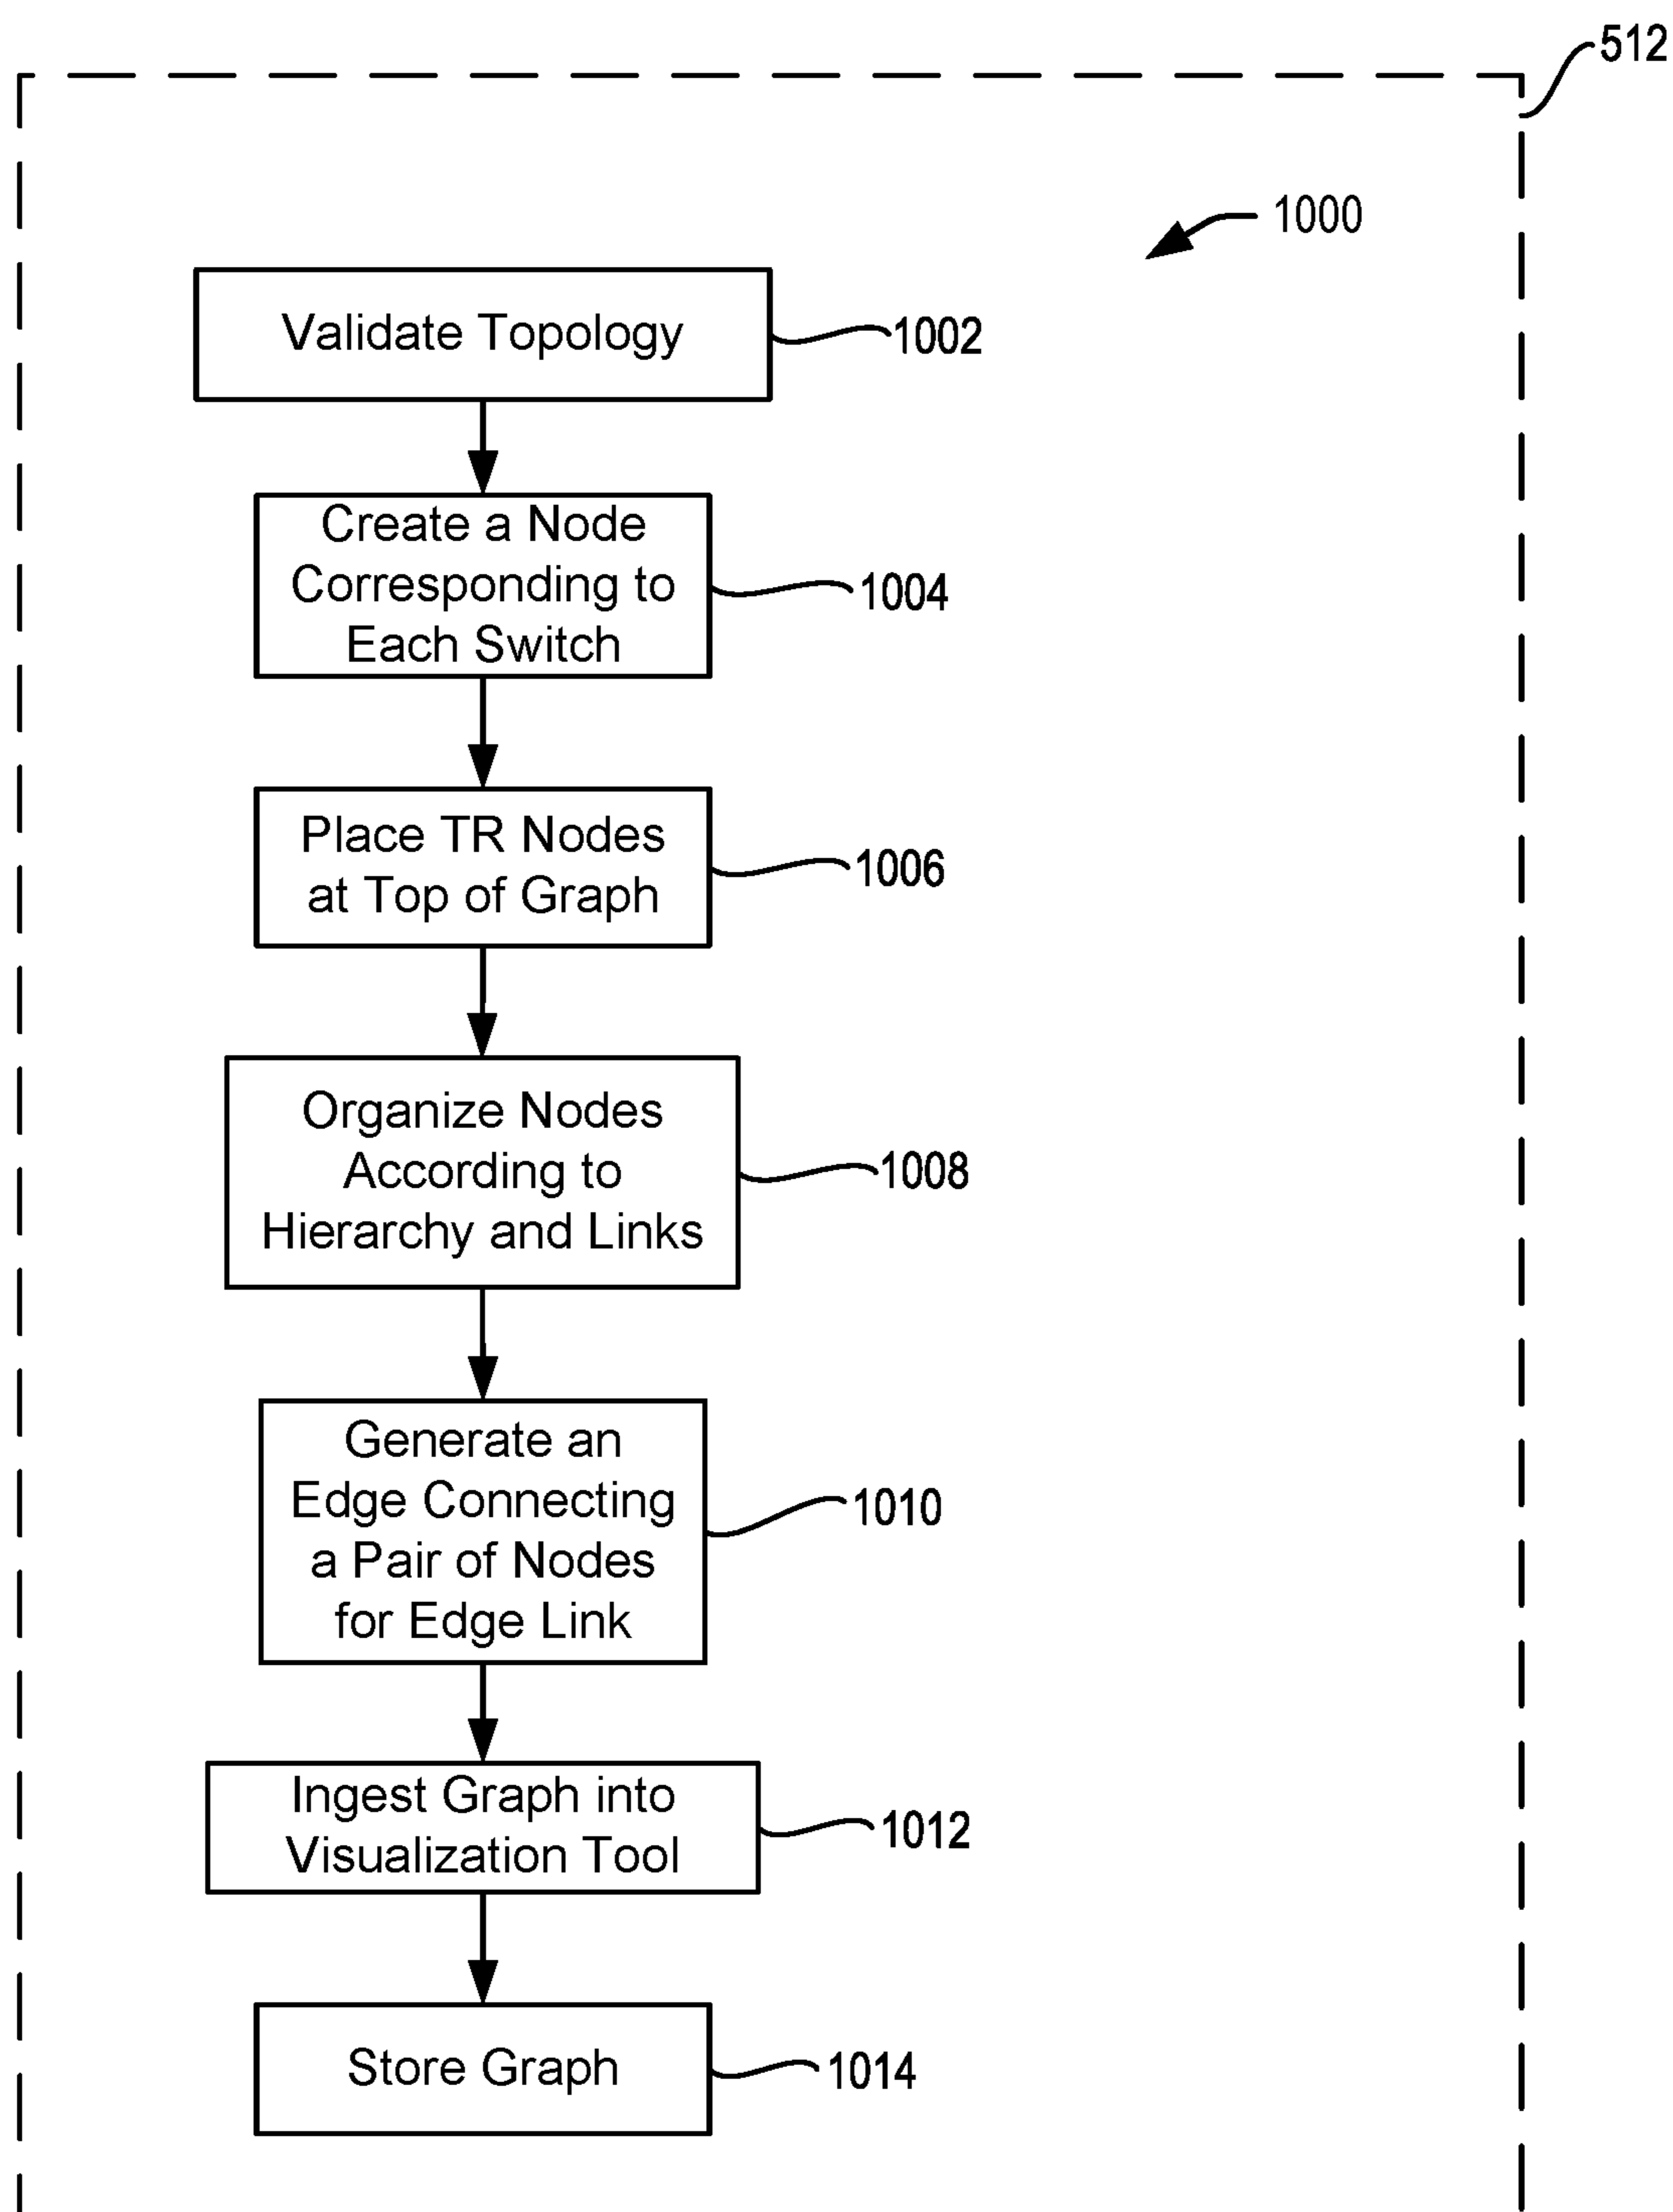 512
1000
Validate Topology
1002
Create a Node
Corresponding to
Each Switch
1004
Place TR Nodes
at Top of Graph
1006
Organize Nodes
According to
Hierarchy and Links
1008
Generate an
Edge Connecting
a Pair of Nodes
for Edge Link
1010
Ingest Graph into
Visualization Tool
1012
Store Graph
1014